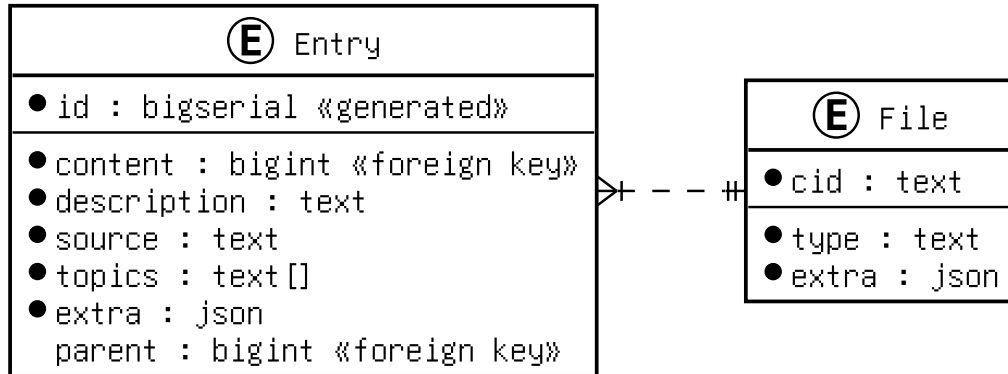 E Entry
id : bigserial «generated»
content : bigint «foreign key»
description : text
source : text
topics : text[]
extra : json
parent : bigint «foreign key»
E File
cid : text
type : text
extra : json